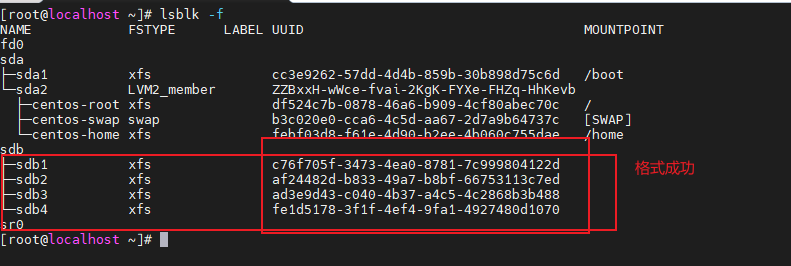 [root@localhost ~]# lsblk -f
NAME FSTYPE LABEL UUID MOUNTPOINT
fd0
sda
├─sda1 xfs cc3e9262-57dd-4d4b-859b-30b898d75c6d /boot
└─sda2 LVM2_member ZZBxxH-wWce-fvai-2KgK-FYXe-FHZq-HhKevb
├─centos-root xfs df524c7b-0878-46a6-b909-4cf80abec70c /
├─centos-swap swap b3c020e0-cca6-4c5d-aa67-2d7a9b64737c [SWAP]
└─centos-home xfs febf03d8-f61e-4d90-b2ee-4b060c755dae /home
sdb
├─sdb1 xfs c76f705f-3473-4ea0-8781-7c999804122d
├─sdb2 xfs af24482d-b833-49a7-b8bf-66753113c7ed
格式成功
├─sdb3 xfs ad3e9d43-c040-4b37-a4c5-4c2868b3b488
└─sdb4 xfs fe1d5178-3f1f-4ef4-9fa1-4927480d1070
sr0
[root@localhost ~]#